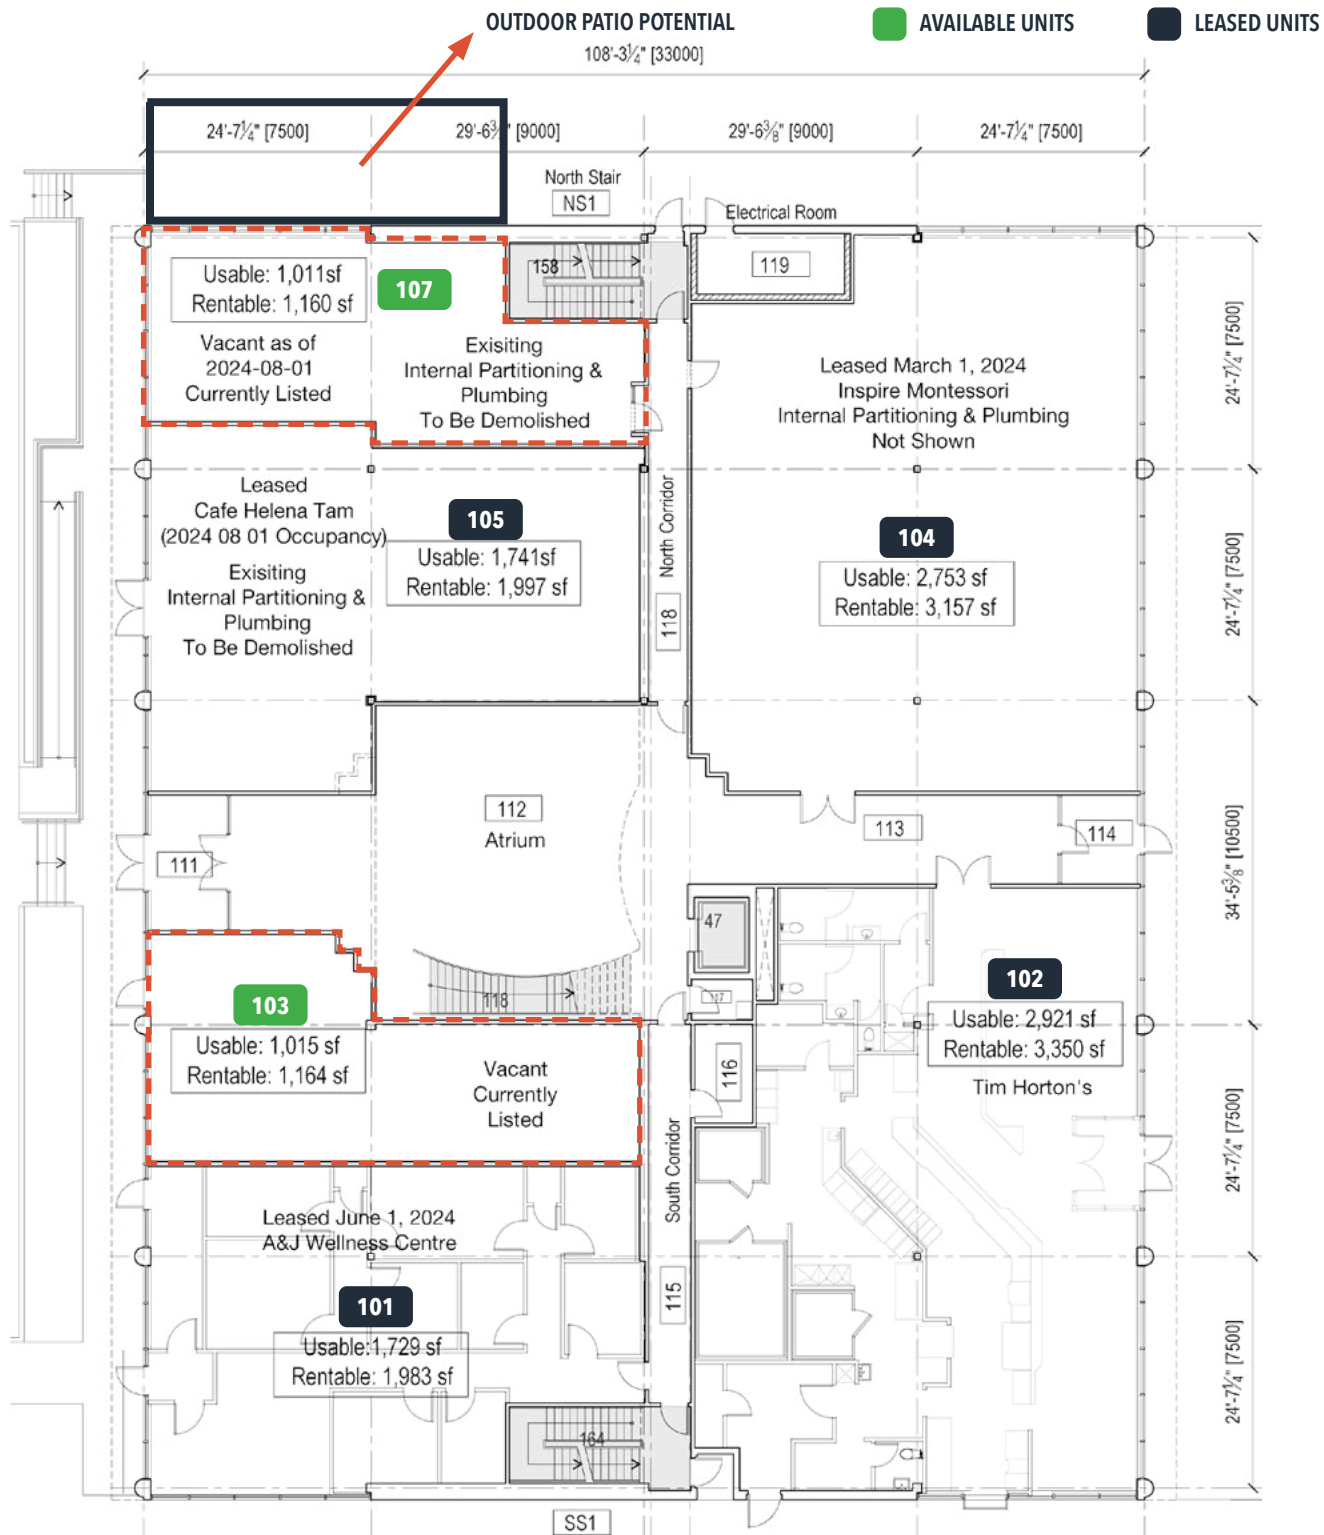 OUTDOOR PATIO POTENTIAL
AVAILABLE UNITS
LEASED UNITS
108'-3¼" [33000]
24'-7¼" [7500]
29'-6⅜" [9000]
29'-6⅜" [9000]
24'-7¼" [7500]
North Stair
NS1
Electrical Room
119
158
Usable: 1,011sf
Rentable: 1,160 sf
107
Vacant as of
2024-08-01
Currently Listed
Exisiting
Internal Partitioning &
Plumbing
To Be Demolished
Leased March 1, 2024
Inspire Montessori
Internal Partitioning & Plumbing
Not Shown
24'-7¼" [7500]
Leased
Cafe Helena Tam
(2024 08 01 Occupancy)
Exisiting
Internal Partitioning &
Plumbing
To Be Demolished
105
Usable: 1,741sf
Rentable: 1,997 sf
North Corridor
118
104
Usable: 2,753 sf
Rentable: 3,157 sf
24'-7¼" [7500]
112
Atrium
111
113
114
34'-5⅜" [10500]
47
118
117
103
Usable: 1,015 sf
Rentable: 1,164 sf
Vacant
Currently
Listed
116
102
Usable: 2,921 sf
Rentable: 3,350 sf
Tim Horton's
24'-7¼" [7500]
South Corridor
115
Leased June 1, 2024
A&J Wellness Centre
101
Usable:1,729 sf
Rentable: 1,983 sf
24'-7¼" [7500]
164
SS1